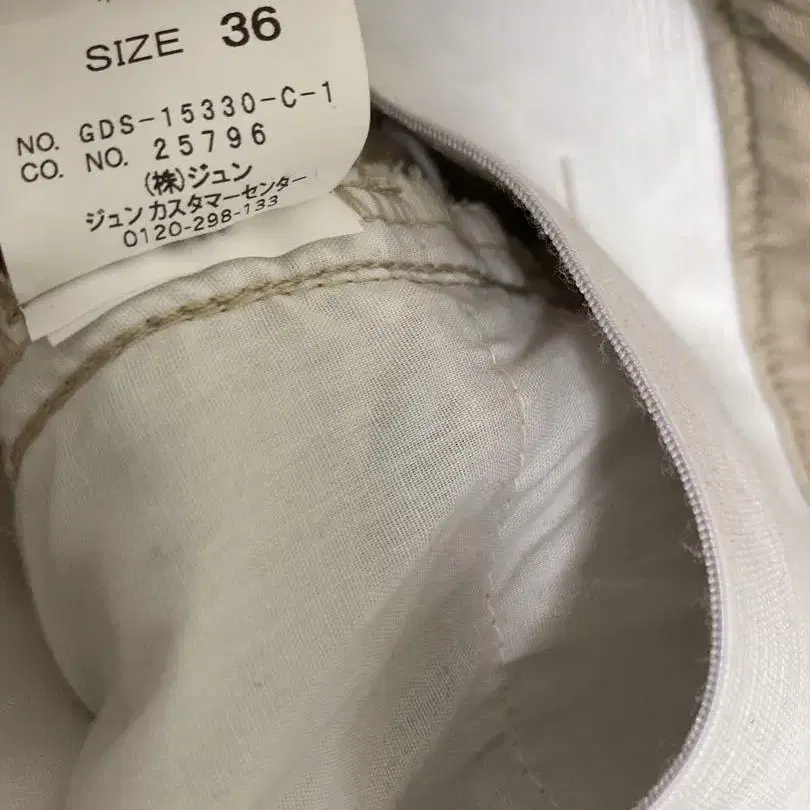 SIZE 36
NO. GDS-15330-C-1
CO. NO. 25796
(株)ジュン
ジュン カスタマーセンター
0120-298-133